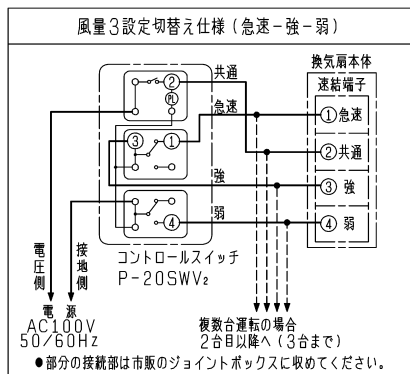 風量3設定切替え仕様(急速-強-弱)
換気扇本体
速結端子
共通
②
PL
急速
③
①
①急速
②共通
強
③強
弱
④
④弱
コントロールスイッチ
P-20SWV₂
電圧側
接地側
電源
AC100V
50/60Hz
複数台運転の場合
2台目以降へ(3台まで)
●部分の接続部は市販のジョイントボックスに収めてください。